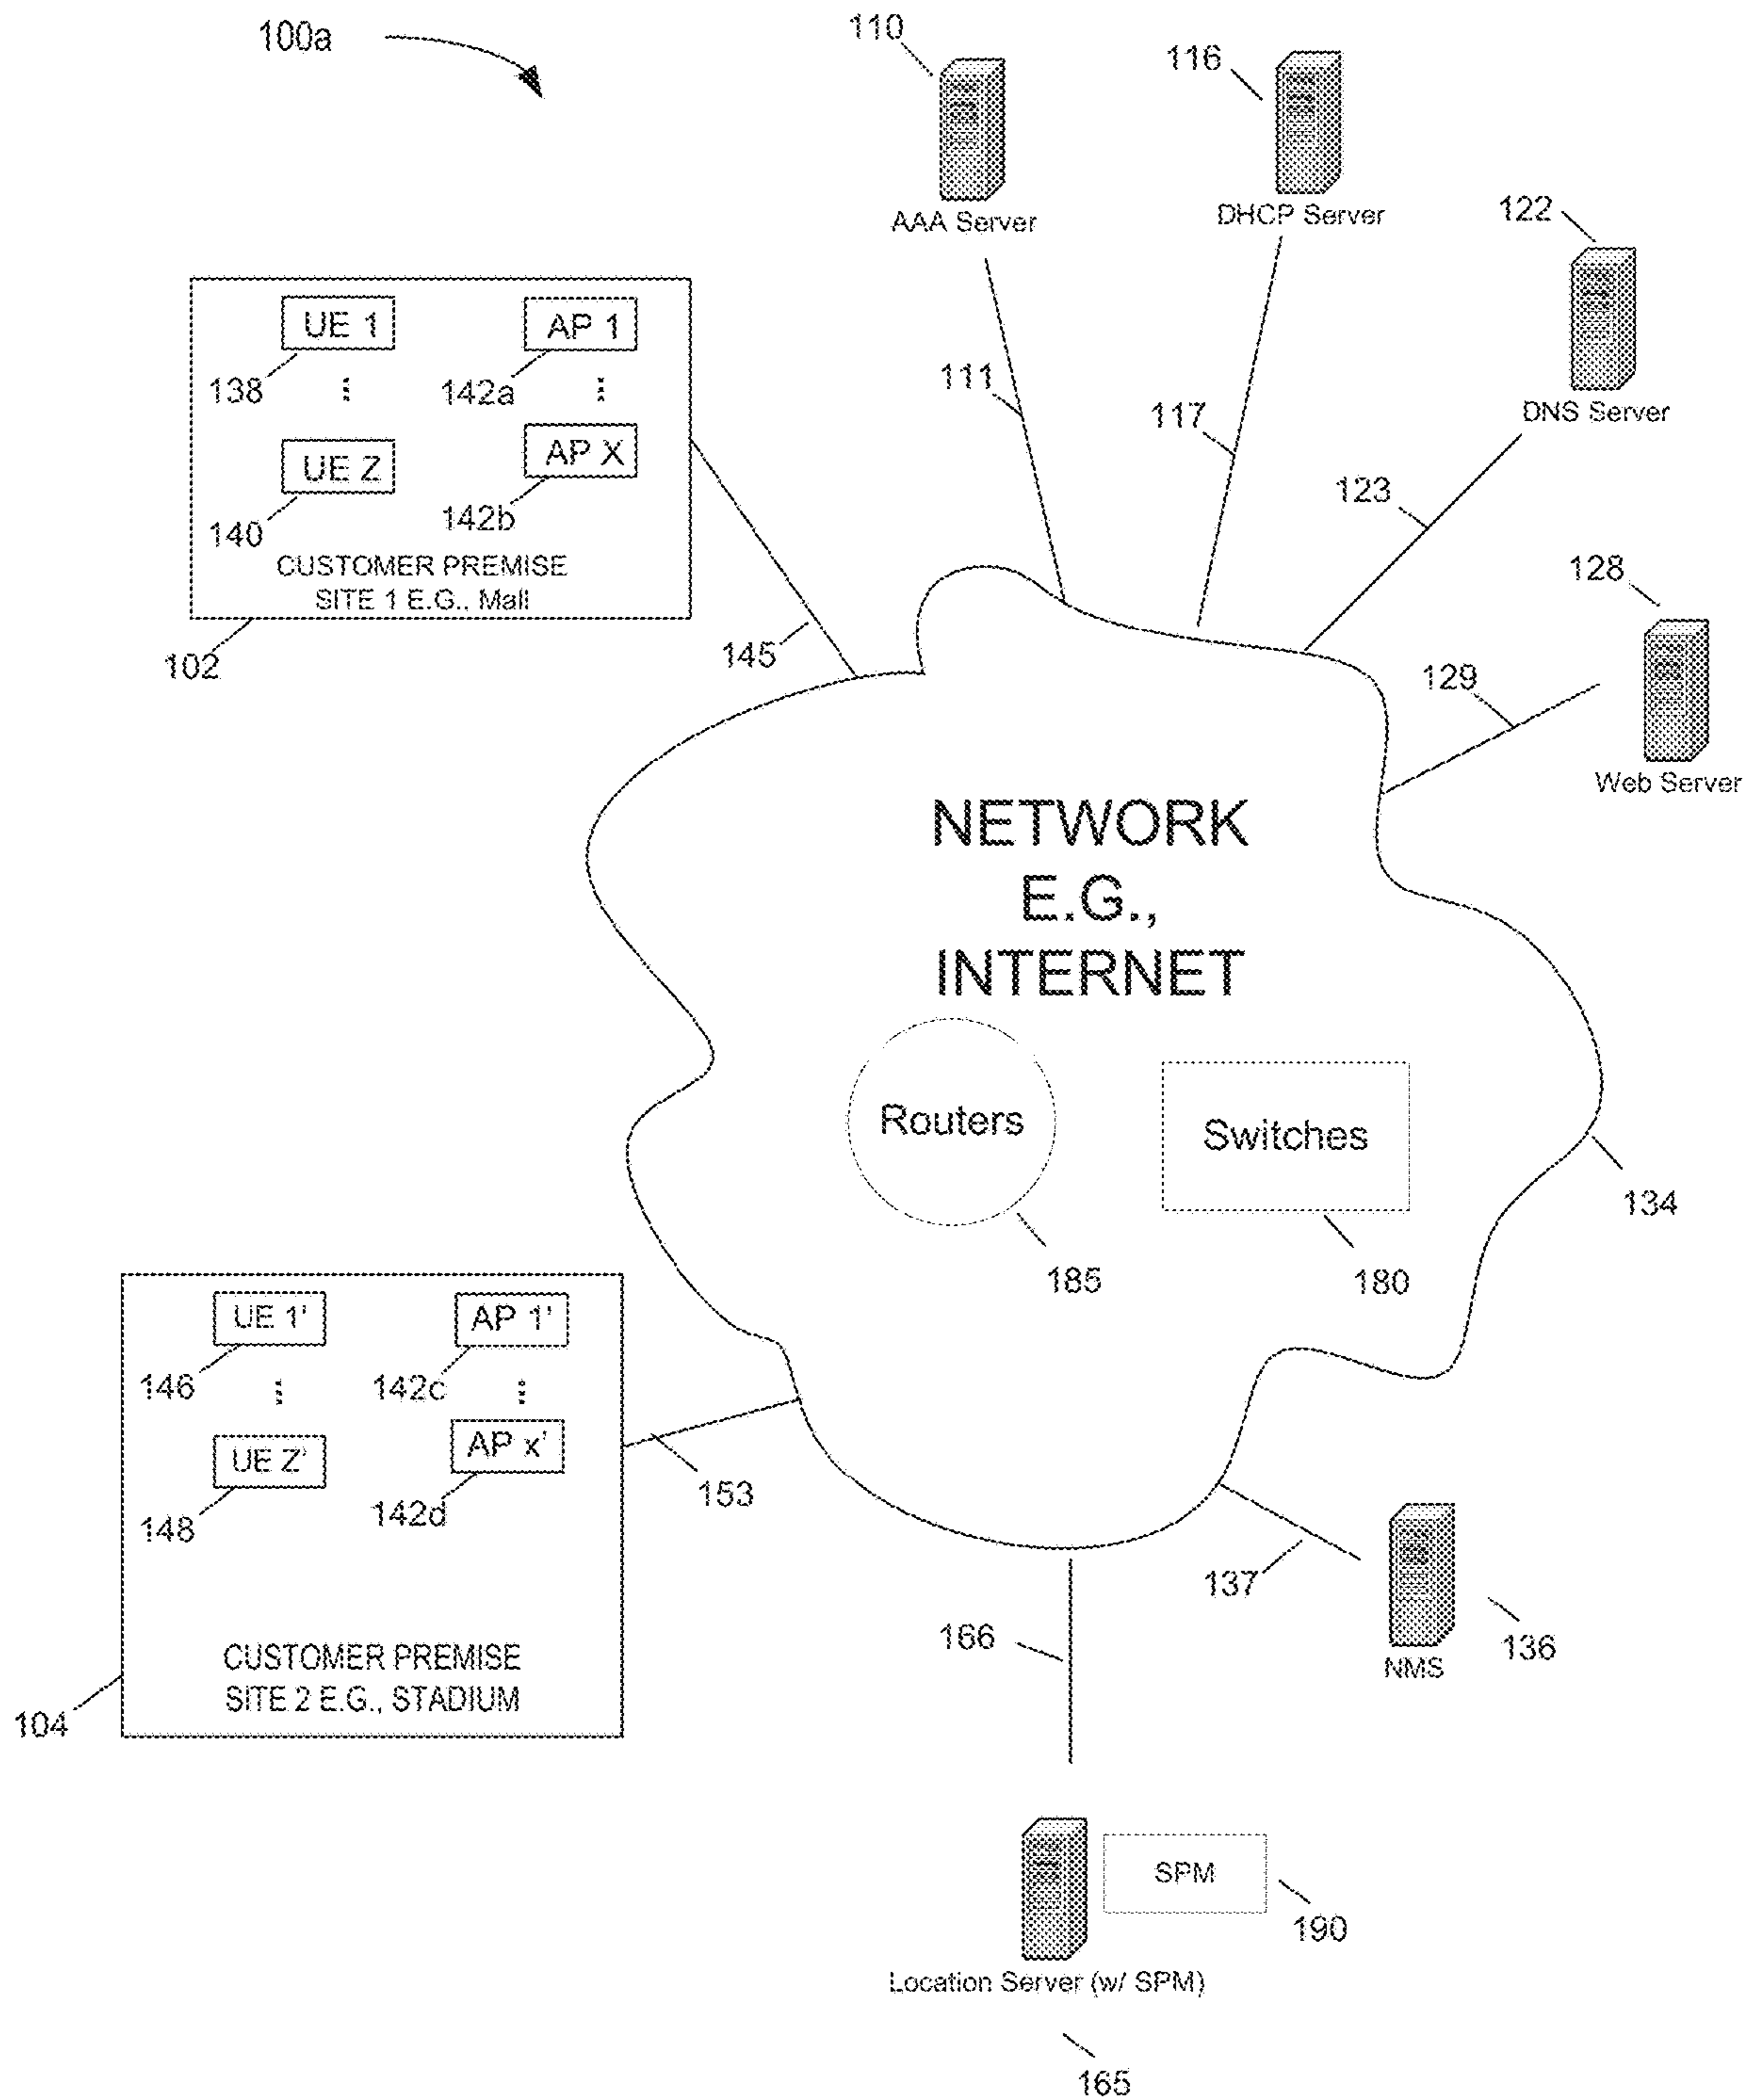 100a
110
116
AAA Server
DHCP Server
122
DNS Server
UE 1
AP 1
138
142a
UE Z
AP X
140
142b
CUSTOMER PREMISE
SITE 1 E.G., Mall
102
111
117
123
145
128
129
Web Server
NETWORK
E.G.,
INTERNET
Routers
Switches
134
185
180
UE 1'
AP 1'
146
142c
UE Z'
AP x'
148
142d
CUSTOMER PREMISE
SITE 2 E.G., STADIUM
104
153
137
136
NMS
166
SPM
190
Location Server (w/ SPM)
165